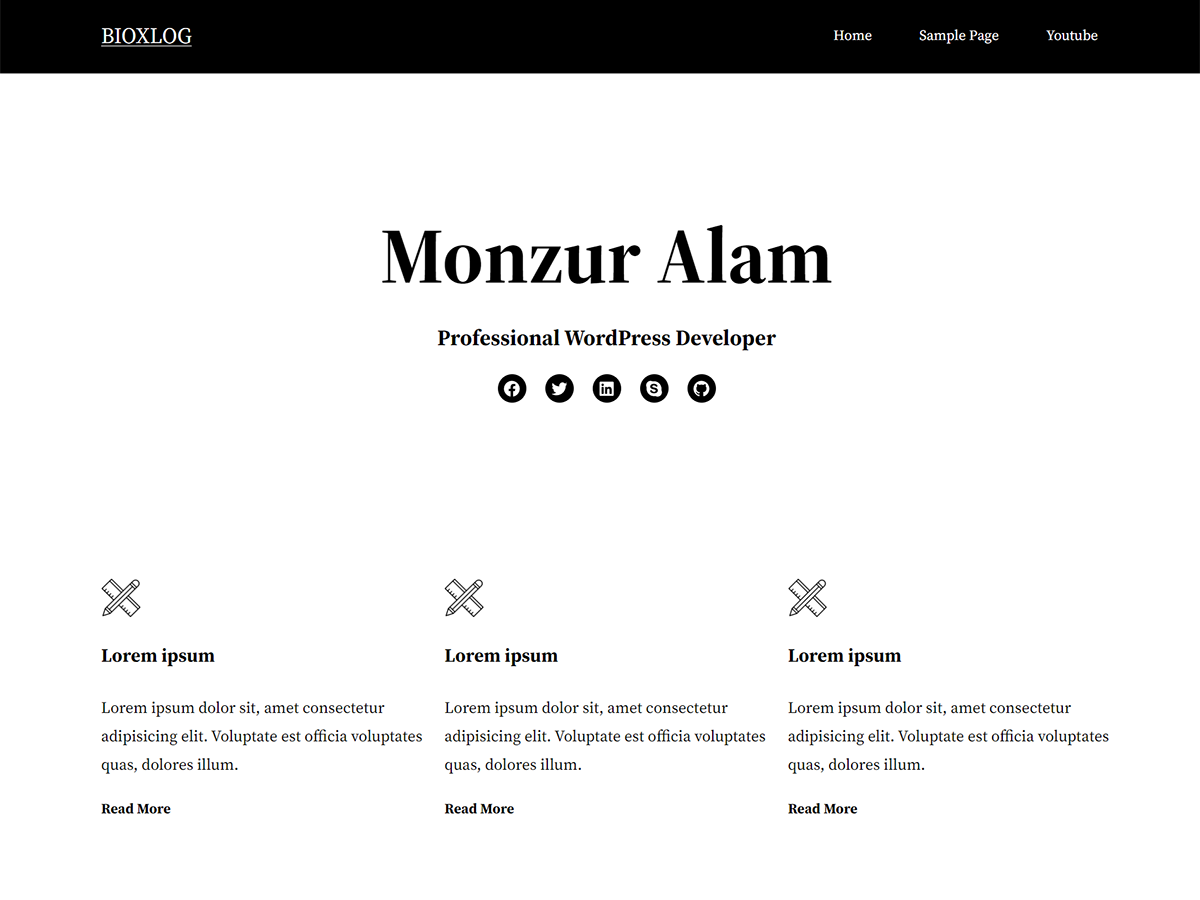 BIOXLOG
Home
Sample Page
Youtube
Monzur Alam
Professional WordPress Developer
Lorem ipsum
Lorem ipsum dolor sit, amet consectetur
adipisicing elit. Voluptate est officia voluptates
quas, dolores illum.
Read More
Lorem ipsum
Lorem ipsum dolor sit, amet consectetur
adipisicing elit. Voluptate est officia voluptates
quas, dolores illum.
Read More
Lorem ipsum
Lorem ipsum dolor sit, amet consectetur
adipisicing elit. Voluptate est officia voluptates
quas, dolores illum.
Read More